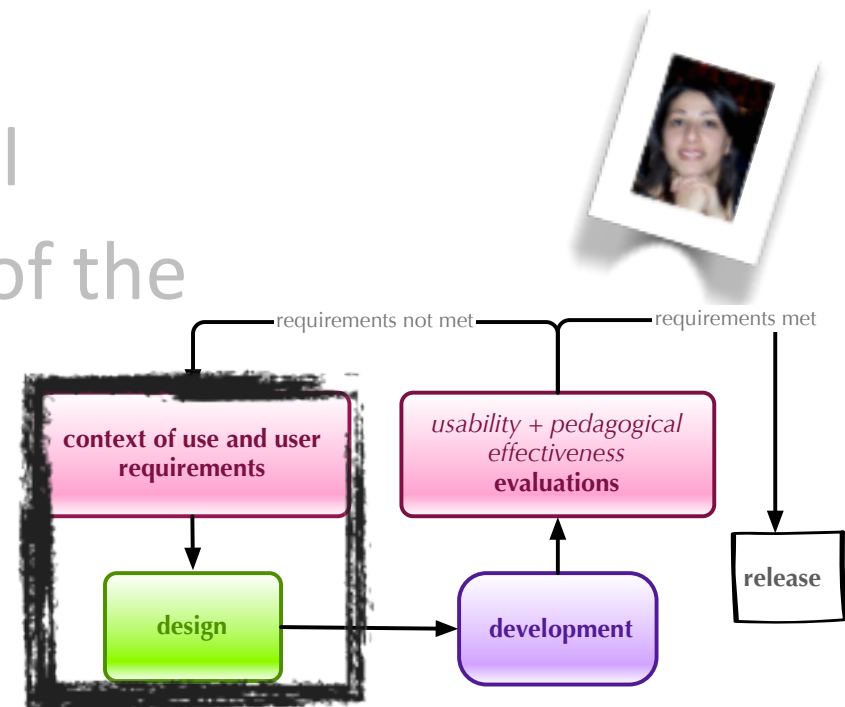 l
of the
requirements not met
requirements met
context of use and user
requirements
usability + pedagogical
effectiveness
evaluations
design
development
release